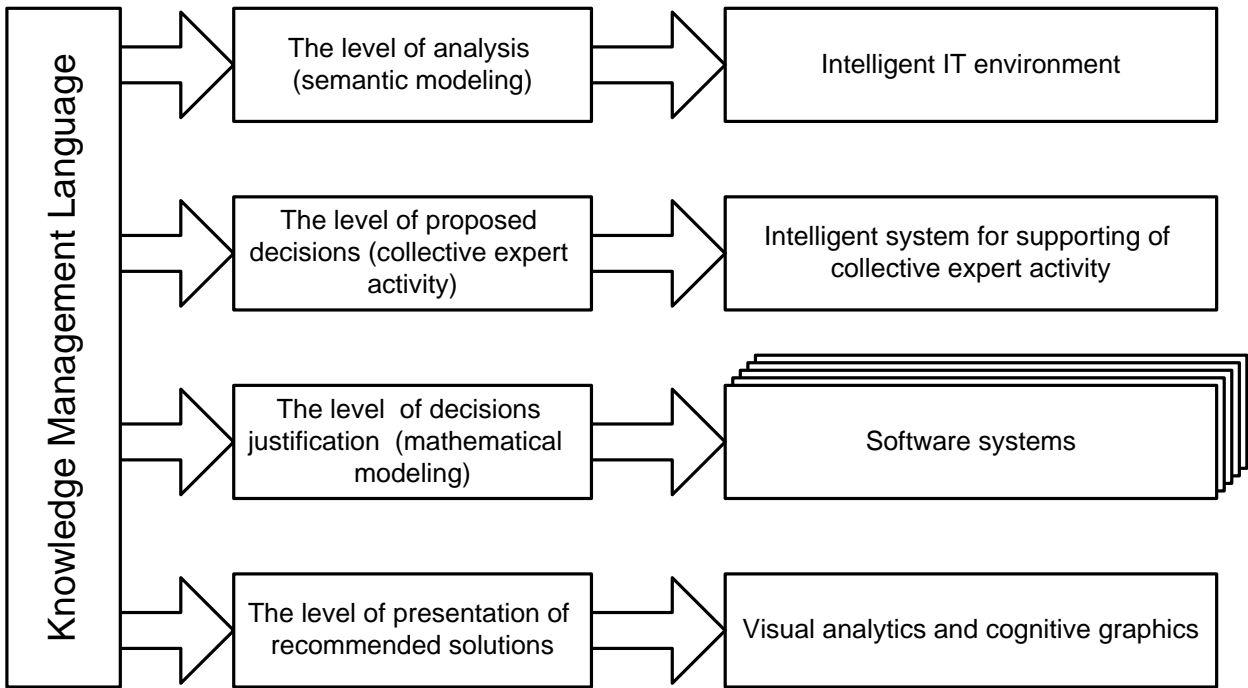 Knowledge Management Language
The level of analysis
(semantic modeling)
Intelligent IT environment
The level of proposed
decisions (collective expert
activity)
Intelligent system for supporting of
collective expert activity
The level of decisions
justification (mathematical
modeling)
Software systems
The level of presentation of
recommended solutions
Visual analytics and cognitive graphics